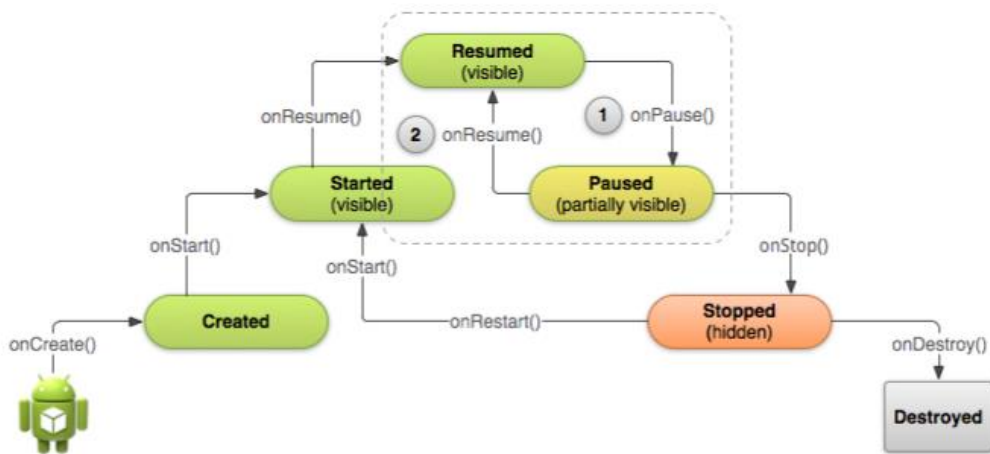 Resumed
(visible)
onResume()
2
onResume()
1
onPause()
Started
(visible)
Paused
(partially visible)
onStart()
onStart()
onStop()
Created
onRestart()
Stopped
(hidden)
onCreate()
onDestroy()
Destroyed